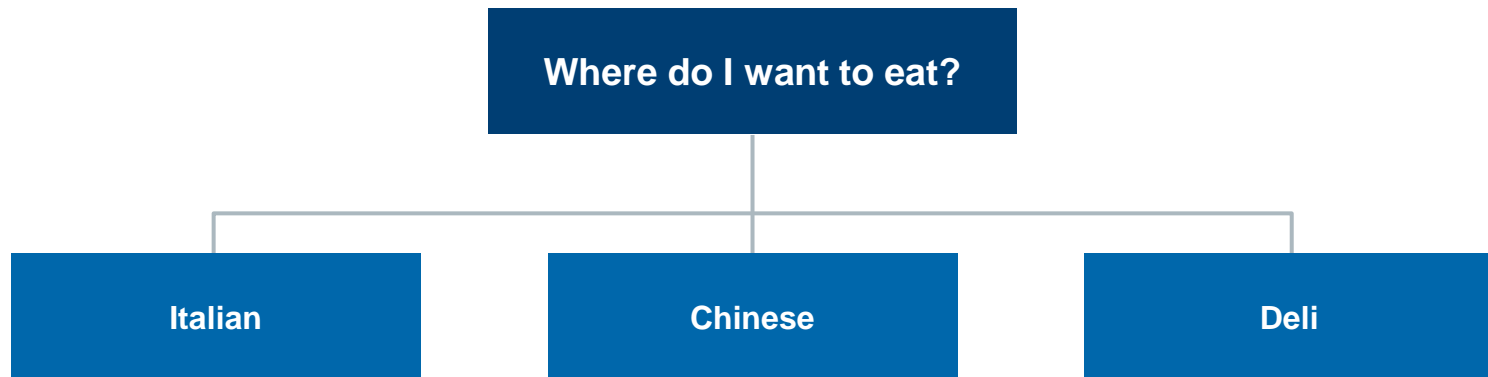 Where do I want to eat?
Italian
Chinese
Deli